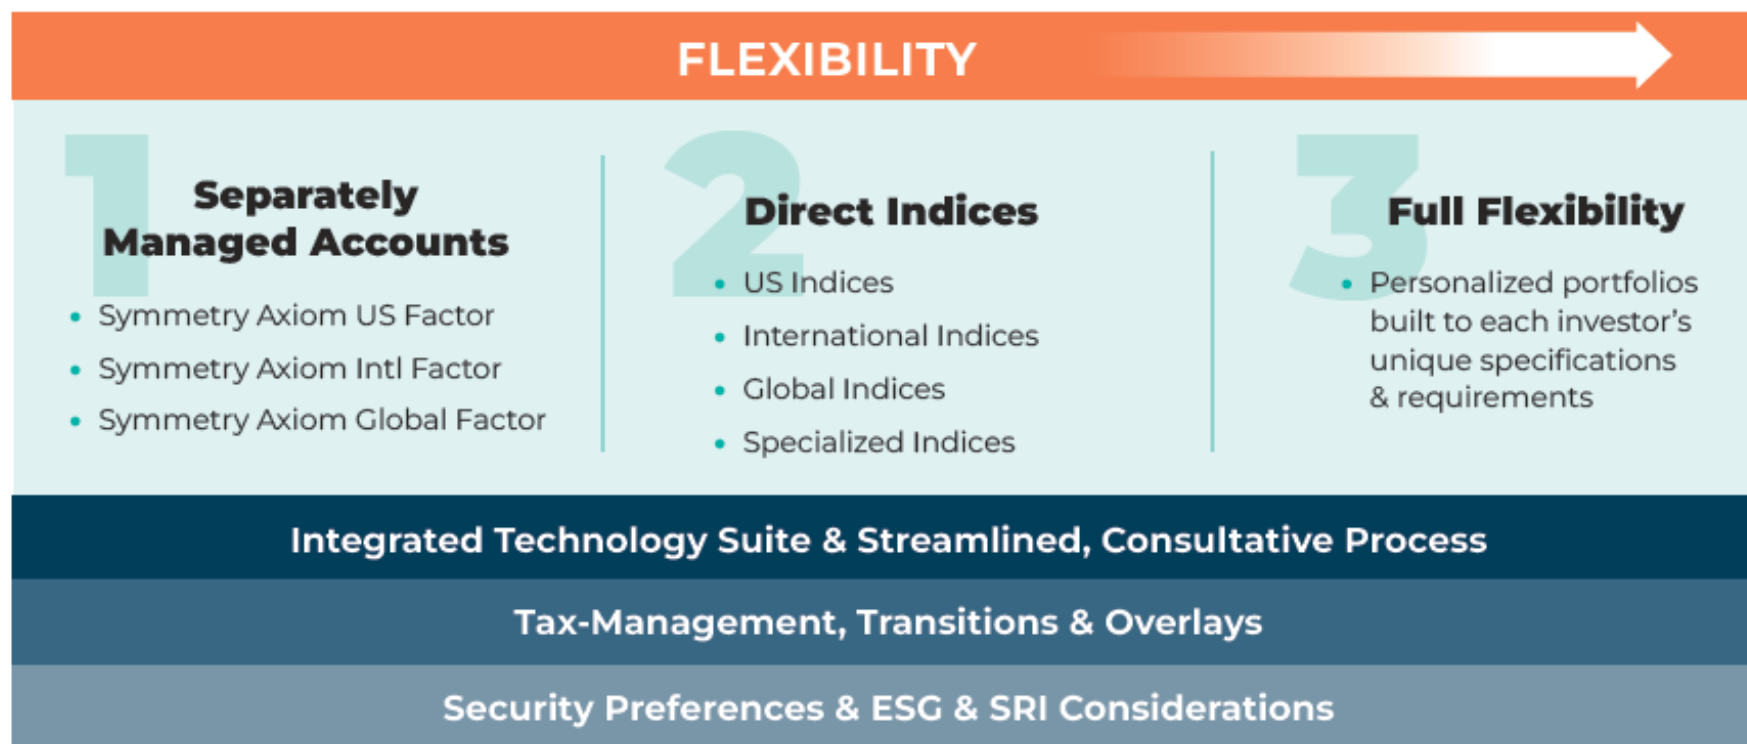 FLEXIBILITY
1
Separately
Managed Accounts
• Symmetry Axiom US Factor
• Symmetry Axiom Intl Factor
• Symmetry Axiom Global Factor
2
Direct Indices
• US Indices
• International Indices
• Global Indices
• Specialized Indices
3
Full Flexibility
• Personalized portfolios
built to each investor’s
unique specifications
& requirements
Integrated Technology Suite & Streamlined, Consultative Process
Tax-Management, Transitions & Overlays
Security Preferences & ESG & SRI Considerations